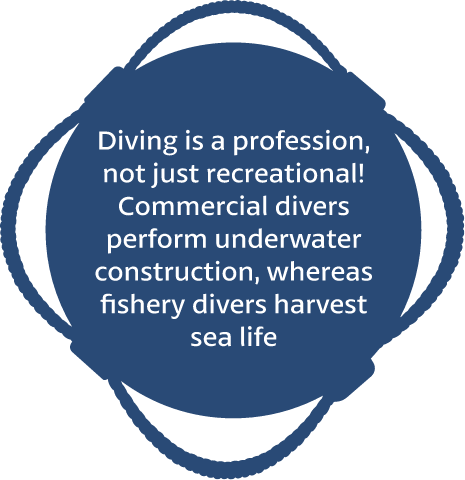 Diving is a profession,
not just recreational!
Commercial divers
perform underwater
construction, whereas
fishery divers harvest
sea life